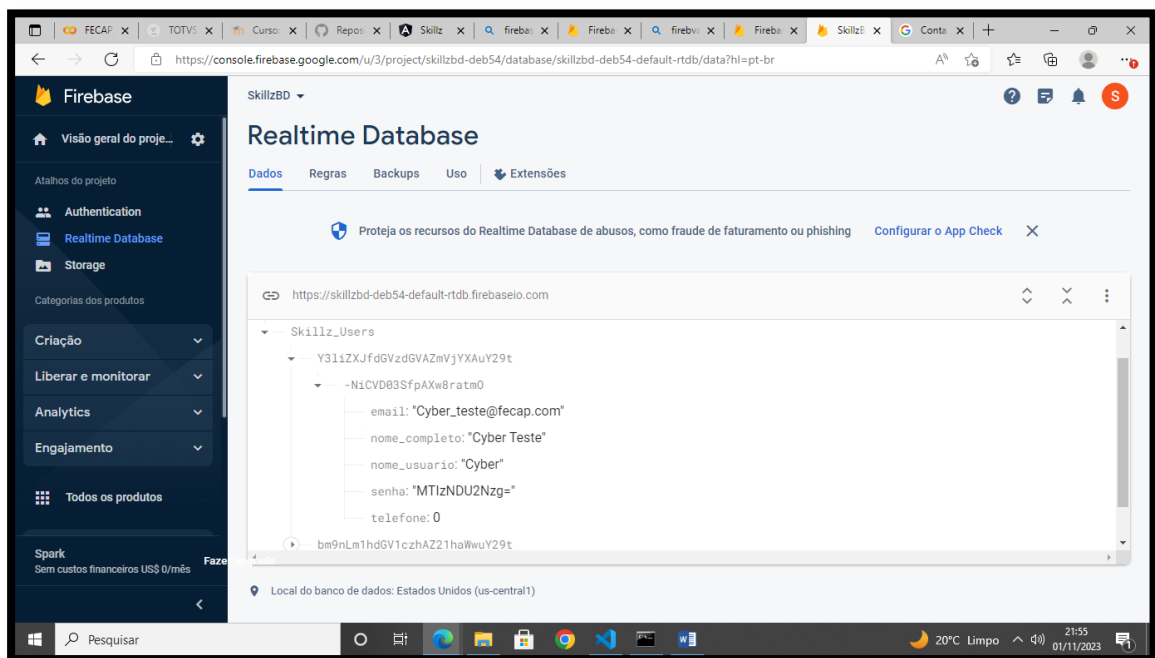 FECAP
TOTVS
Curso
Repos
Skillz
firebas
Fireba
firebvi
Fireba
SkillzB
Conta
https://console.firebase.google.com/u/3/project/skillzbd-deb54/database/skillzbd-deb54-default-rtdb/data?hl=pt-br
Firebase
SkillzBD
S
Visão geral do proje...
Realtime Database
Dados Regras Backups Uso Extensões
Atalhos do projeto
Authentication
Realtime Database
Storage
Proteja os recursos do Realtime Database de abusos, como fraude de faturamento ou phishing Configurar o App Check
Categorias dos produtos
Criação
Liberar e monitorar
Analytics
Engajamento
Todos os produtos
https://skillzbd-deb54-default-rtdb.firebaseio.com
Skillz_Users
Y3liZXJfdGVzdGVAZmVjYXAuY29t
-NiCVD03SfpAXw8ratmO
email: "Cyber_teste@fecap.com"
nome_completo: "Cyber Teste"
nome_usuario: "Cyber"
senha: "MTIzNDU2Nzg="
telefone: 0
bm9nLm1hdGV1czhAZ21haWwuY29t
Spark
Sem custos financeiros US$ 0/mês
Faze
Local do banco de dados: Estados Unidos (us-central1)
Pesquisar
20°C Limpo
21:55
01/11/2023